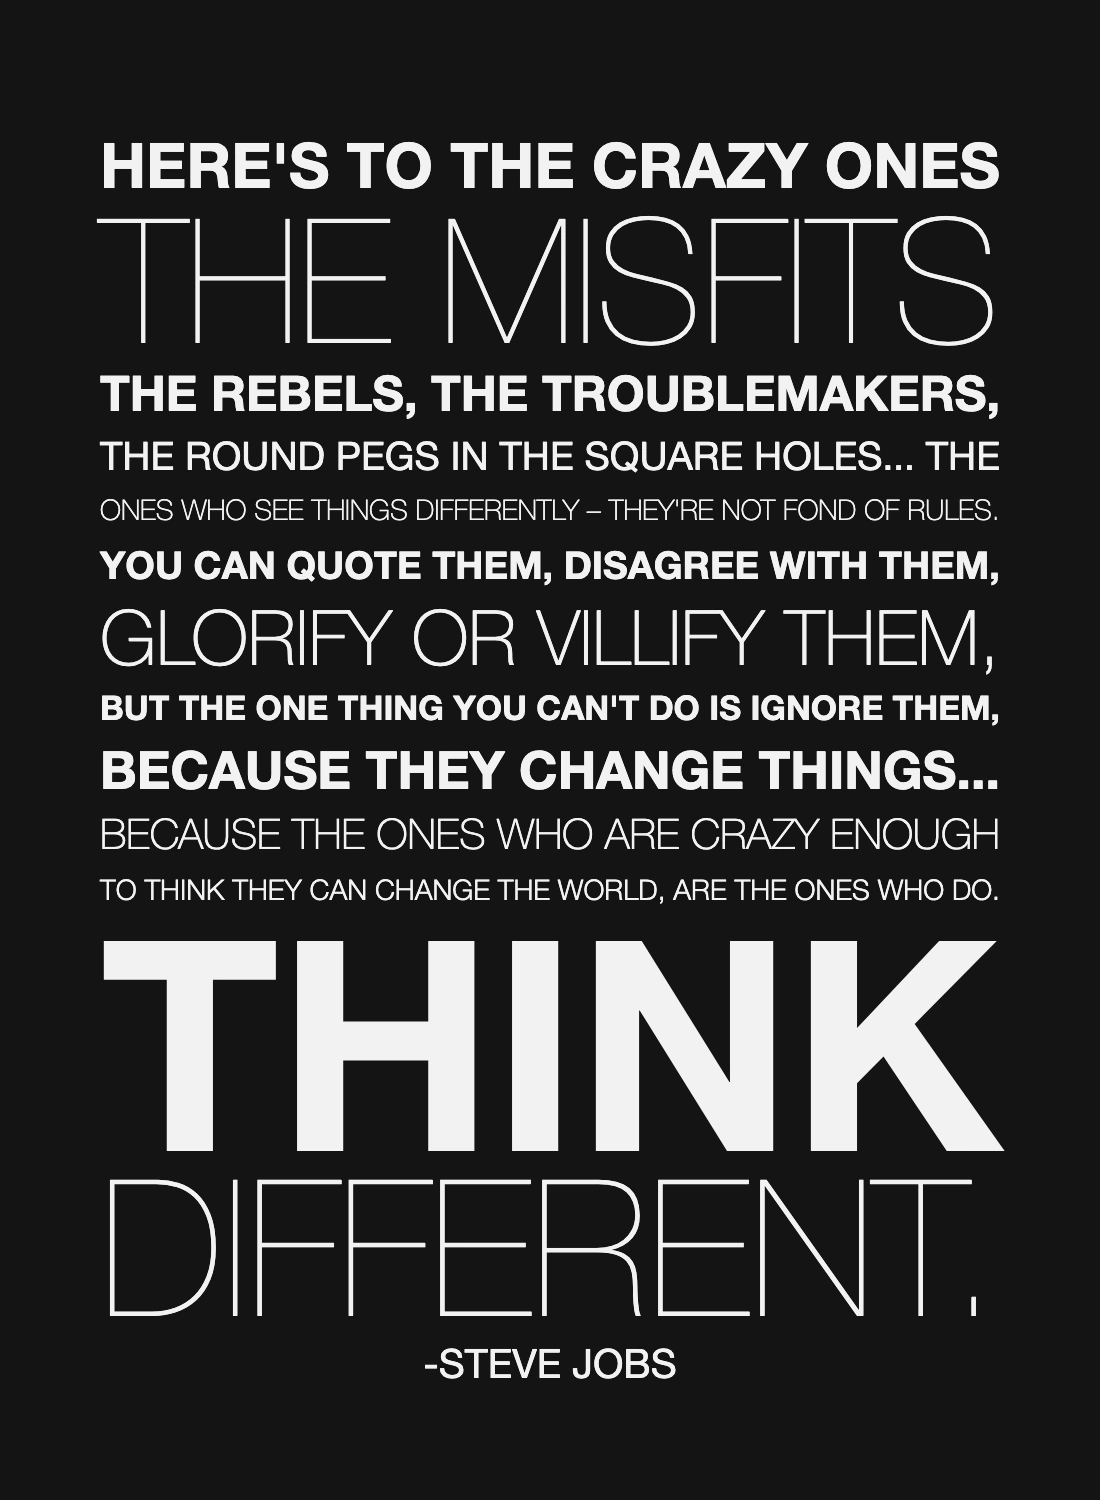 HERE'S TO THE CRAZY ONES
THE MISFITS
THE REBELS, THE TROUBLEMAKERS,
THE ROUND PEGS IN THE SQUARE HOLES... THE
ONES WHO SEE THINGS DIFFERENTLY – THEY'RE NOT FOND OF RULES.
YOU CAN QUOTE THEM, DISAGREE WITH THEM,
GLORIFY OR VILLIFY THEM,
BUT THE ONE THING YOU CAN'T DO IS IGNORE THEM,
BECAUSE THEY CHANGE THINGS...
BECAUSE THE ONES WHO ARE CRAZY ENOUGH
TO THINK THEY CAN CHANGE THE WORLD, ARE THE ONES WHO DO.
THINK
DIFFERENT.
-STEVE JOBS